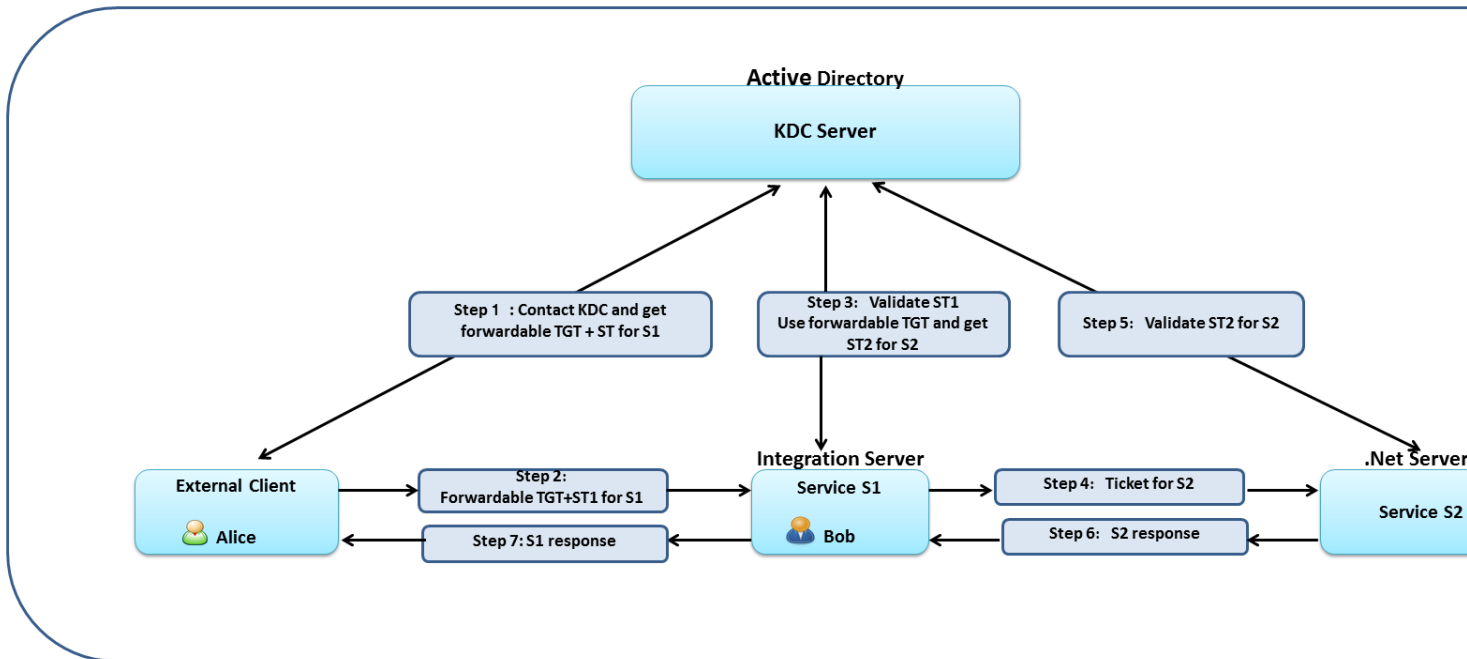 Active Directory
KDC Server
Step 1 : Contact KDC and get
forwardable TGT + ST for S1
Step 3: Validate ST1
Use forwardable TGT and get
ST2 for S2
Step 5: Validate ST2 for S2
Integration Server
.Net Server
External Client
Alice
Step 2:
Forwardable TGT+ST1 for S1
Service S1
Bob
Step 4: Ticket for S2
Service S2
Step 7: S1 response
Step 6: S2 response